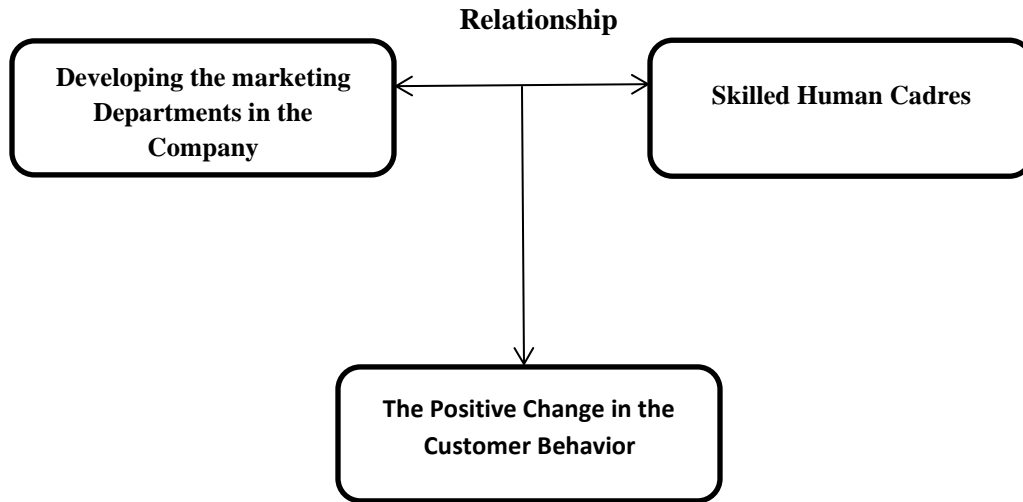 Relationship
Developing the marketing
Departments in the
Company
Skilled Human Cadres
The Positive Change in the
Customer Behavior